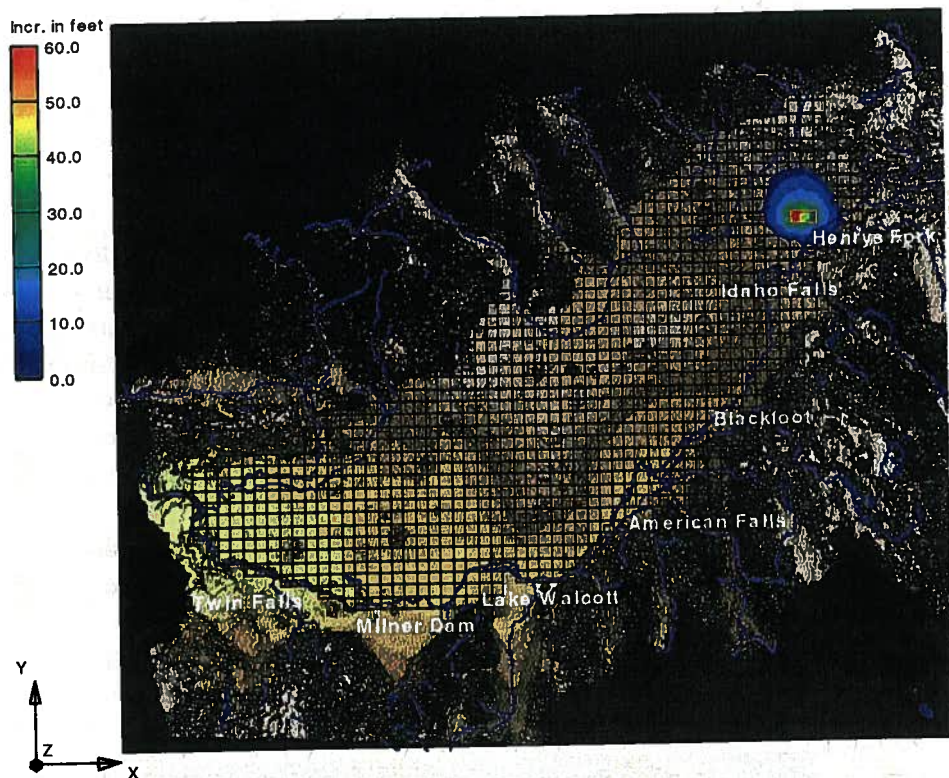 Incr. in feet
60.0
50.0
40.0
30.0
20.0
10.0
0.0
Henrys Fork
Idaho Falls
Blackfoot
American Falls
Lake Walcott
Twin Falls
Milner Dam
Y
Z
X